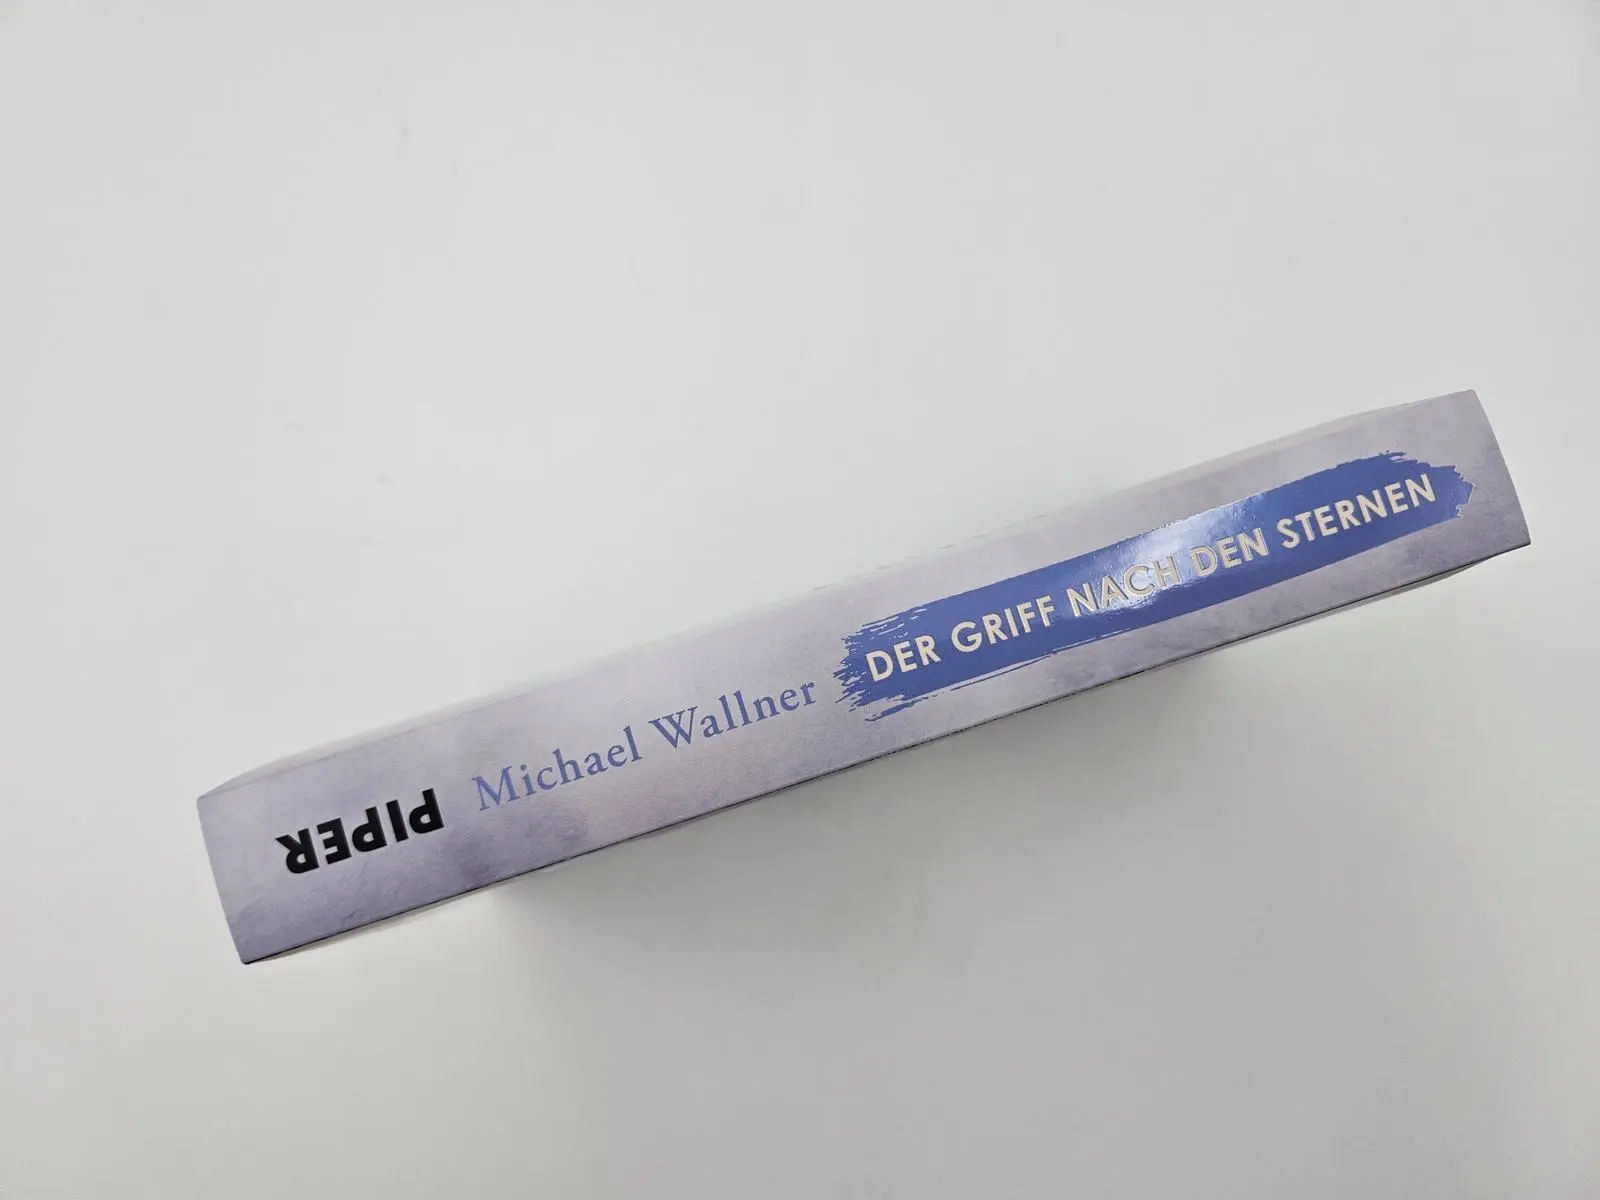 PIPER
Michael Wallner
DER GRIFF NACH DEN STERNEN